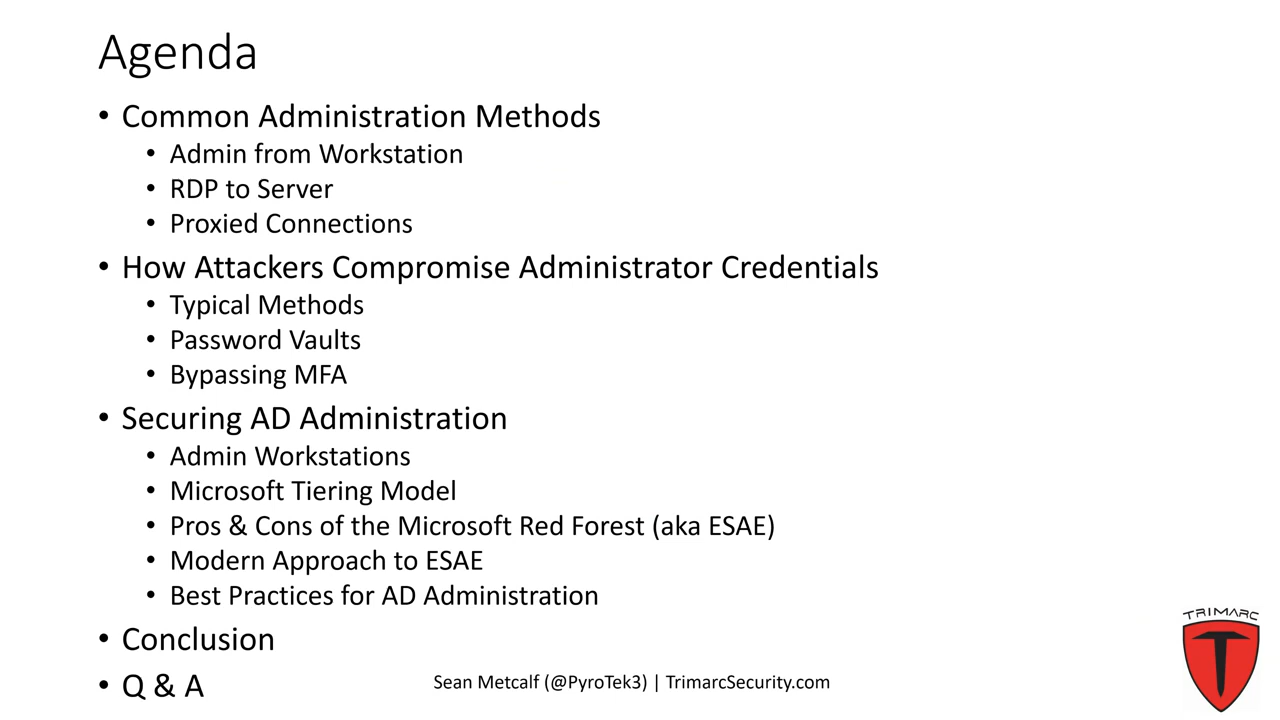 Agenda
• Common Administration Methods
• Admin from Workstation
• RDP to Server
• Proxied Connections
• How Attackers Compromise Administrator Credentials
• Typical Methods
• Password Vaults
• Bypassing MFA
• Securing AD Administration
• Admin Workstations
• Microsoft Tiering Model
• Pros & Cons of the Microsoft Red Forest (aka ESAE)
• Modern Approach to ESAE
• Best Practices for AD Administration
• Conclusion
• Q & A
Sean Metcalf (@PyroTek3) | TrimarcSecurity.com
TRIMARC
T